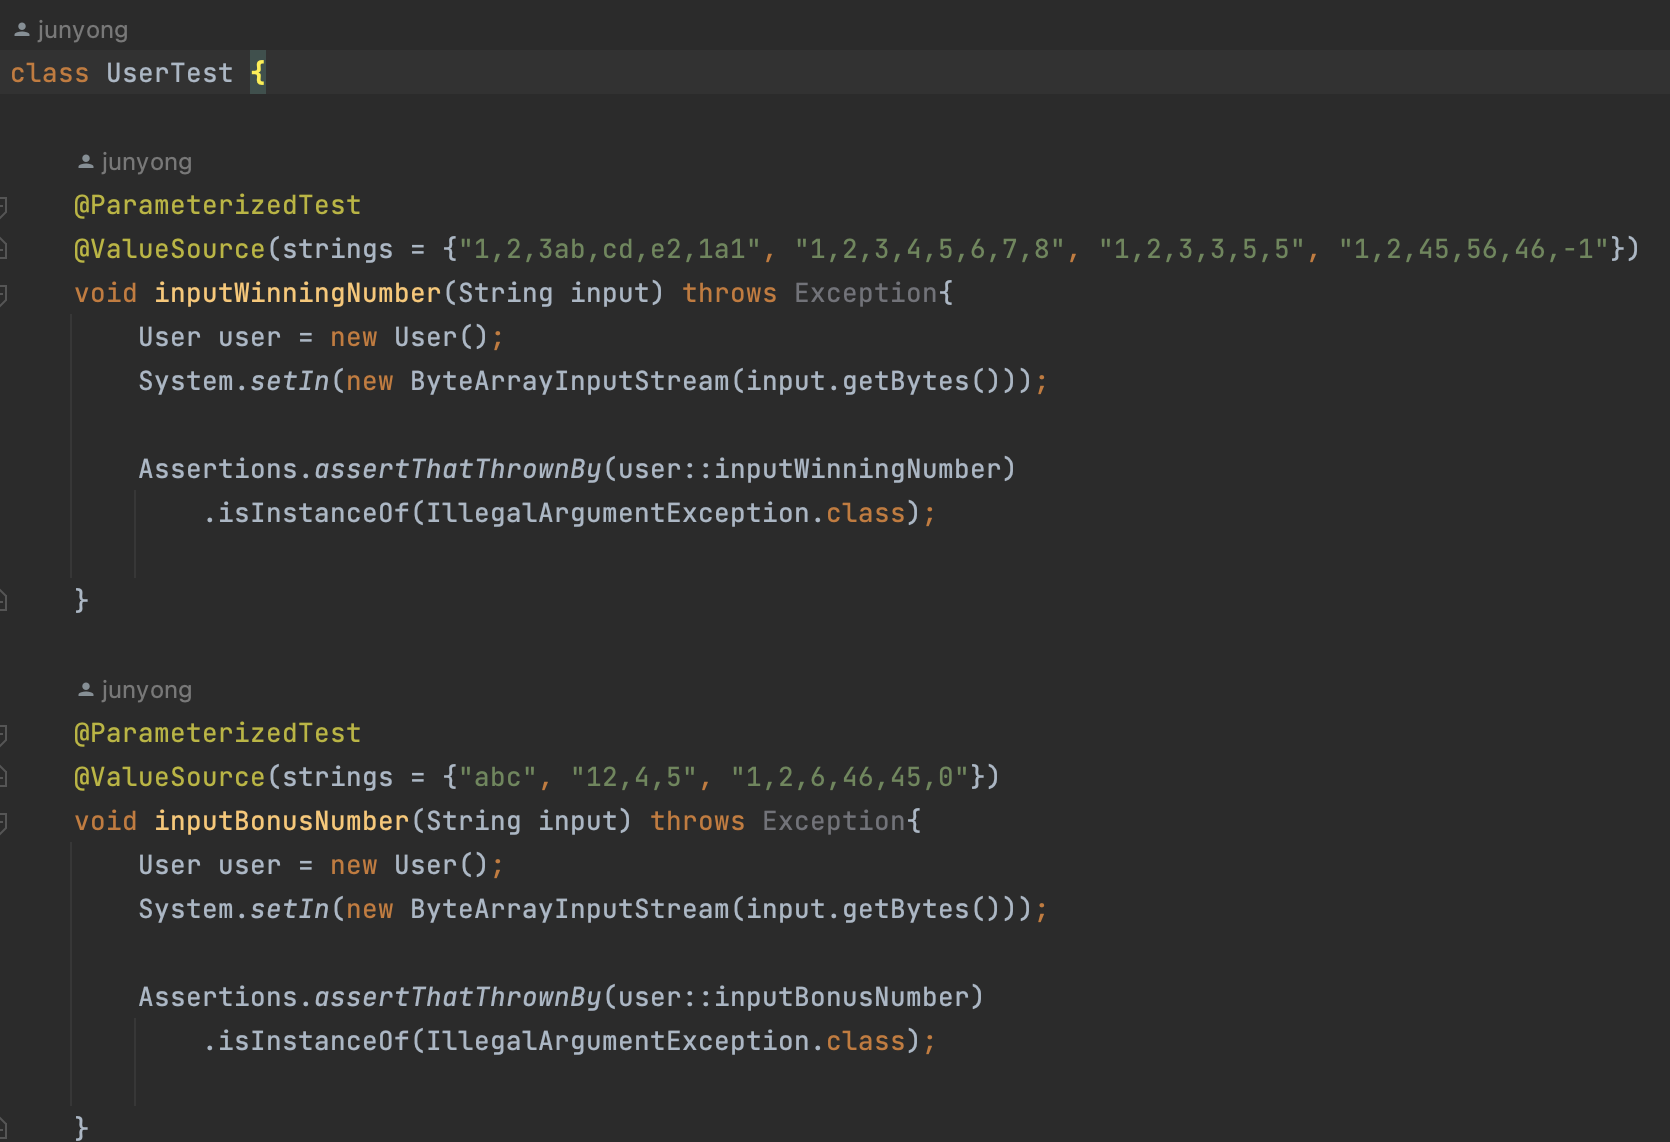 junyong
class UserTest {
junyong
@ParameterizedTest
@ValueSource(strings = {"1,2,3ab,cd,e2,1a1", "1,2,3,4,5,6,7,8", "1,2,3,3,5,5", "1,2,45,56,46,-1"})
void inputWinningNumber(String input) throws Exception{
User user = new User();
System.setIn(new ByteArrayInputStream(input.getBytes()));
Assertions.assertThatThrownBy(user::inputWinningNumber)
.isInstanceOf(IllegalArgumentException.class);
}
junyong
@ParameterizedTest
@ValueSource(strings = {"abc", "12,4,5", "1,2,6,46,45,0"})
void inputBonusNumber(String input) throws Exception{
User user = new User();
System.setIn(new ByteArrayInputStream(input.getBytes()));
Assertions.assertThatThrownBy(user::inputBonusNumber)
.isInstanceOf(IllegalArgumentException.class);
}